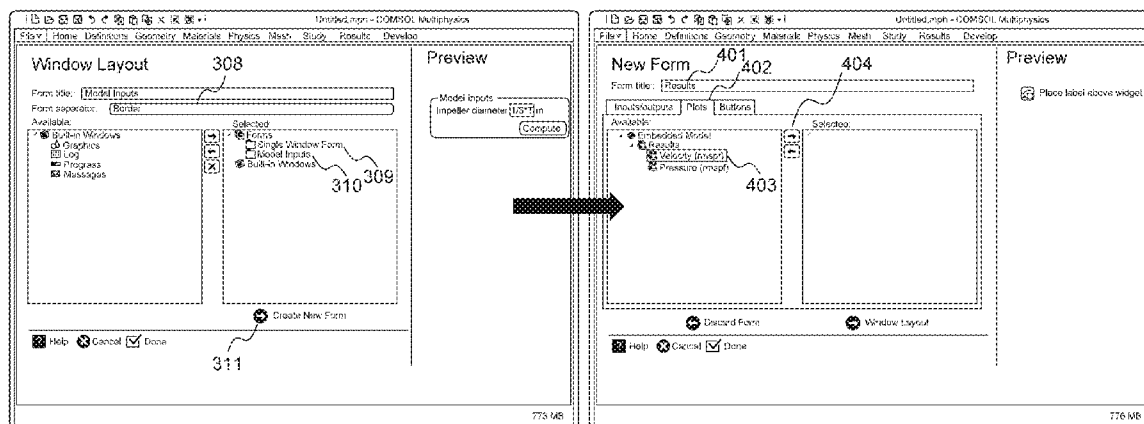 Untitled.mph - COMSOL Multiphysics
File Home Definitions Geometry Materials Physics Mesh Study Results Develop
Window Layout
308
Form title: Model Inputs
Form separator: Border
Available:
Built-in Windows
Graphics
Log
Progress
Messages
Selected:
Forms
Single Window Form
Model Inputs
Built-in Windows
310
309
Create New Form
Help Cancel Done
311
Preview
Model Inputs
Impeller diameter in
Compute
773 MB
Untitled.mph - COMSOL Multiphysics
File Home Definitions Geometry Materials Physics Mesh Study Results Develop
New Form
401
402
404
Form title: Results
Inputs/outputs Plots Buttons
Available:
Embedded Model
Results
Velocity (rmspf)
Pressure (rmspf)
403
Selected:
Discard Form
Window Layout
Help Cancel Done
Preview
Place label above widget
776 MB